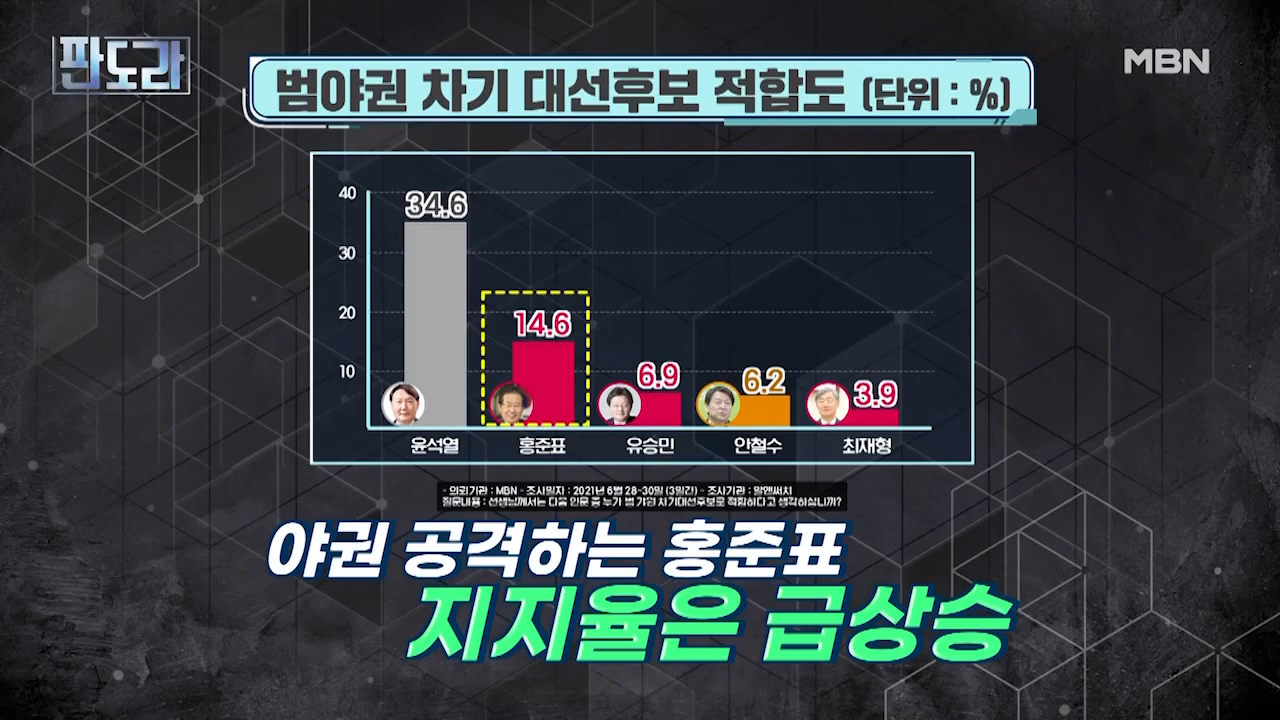 판도라
MBN
범야권 차기 대선후보 적합도 (단위 : %)
40
30
20
10
34.6
14.6
6.9
6.2
3.9
윤석열
홍준표
유승민
안철수
최재형
- 의뢰기관 : MBN - 조사일자 : 2021년 6월 28-30일 (3일간) - 조사기관 : 알앤써치
질문내용 : 선생님께서는 다음 인물 중 누가 범 야권 차기대선후보로 적합하다고 생각하십니까?
야권 공격하는 홍준표
지지율은 급상승